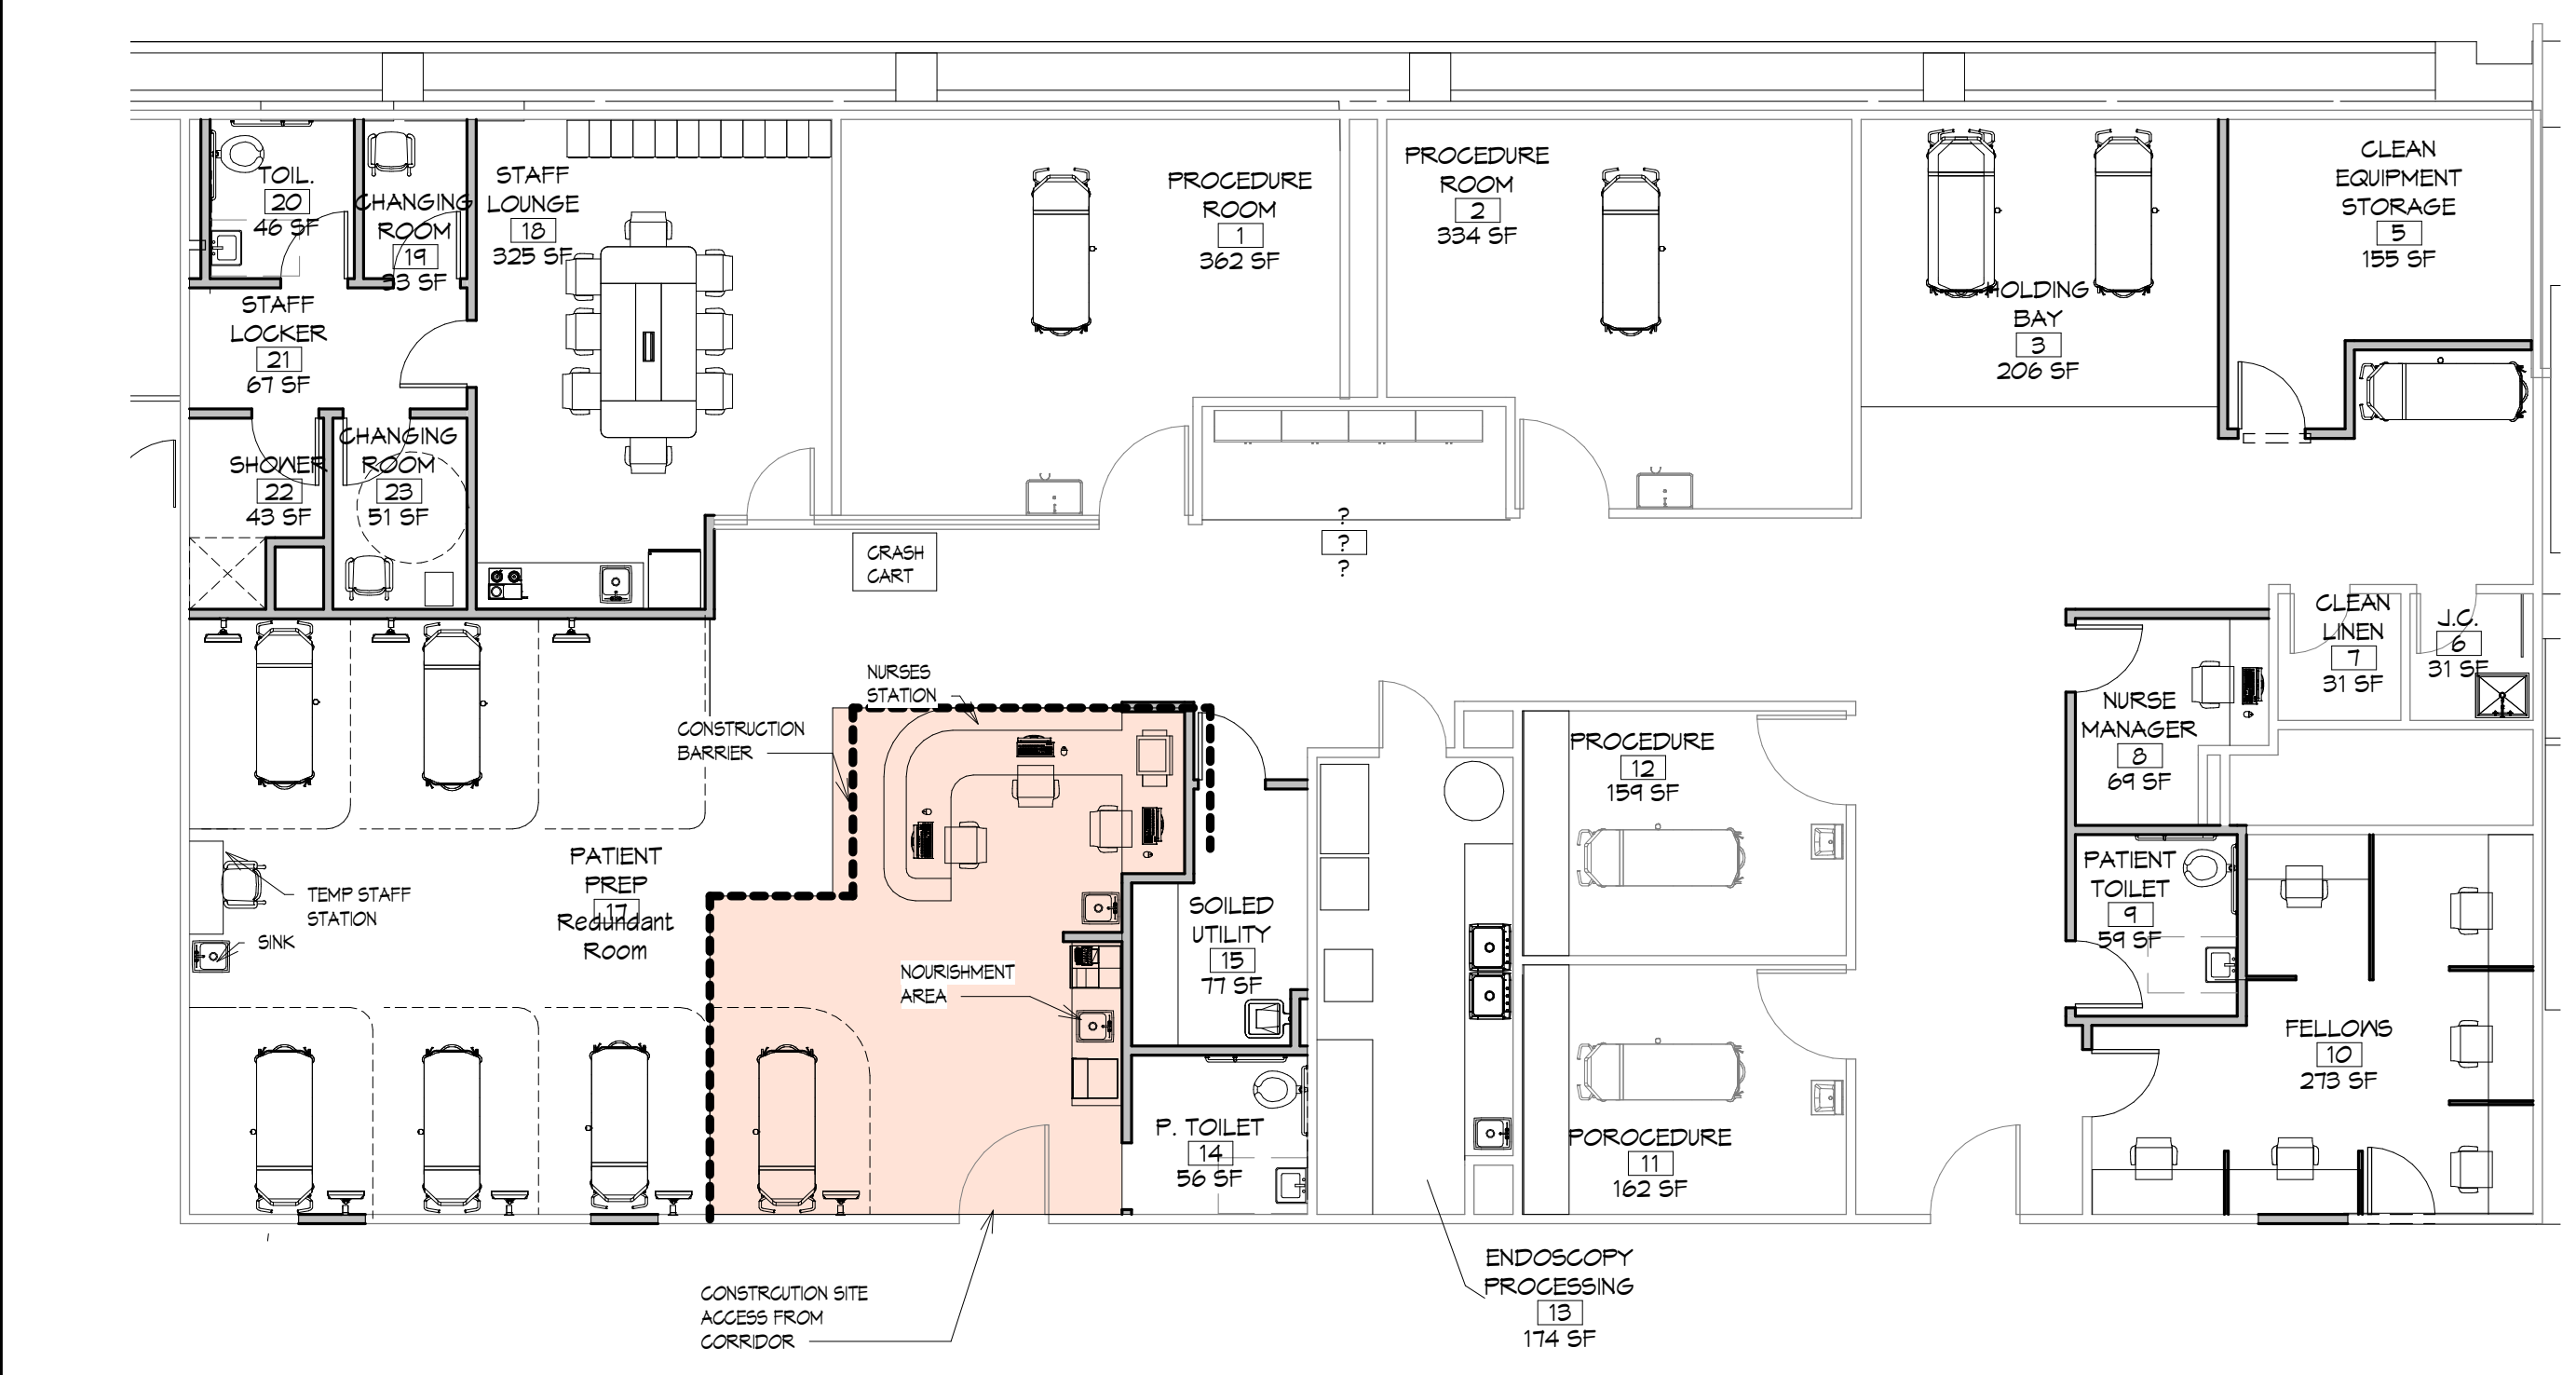 TOIL.
20
46 SF
CHANGING
ROOM
19
33 SF
STAFF
LOUNGE
18
325 SF
PROCEDURE
ROOM
1
362 SF
PROCEDURE
ROOM
2
334 SF
HOLDING
BAY
3
206 SF
CLEAN
EQUIPMENT
STORAGE
5
155 SF
STAFF
LOCKER
21
67 SF
SHOWER
22
43 SF
CHANGING
ROOM
23
51 SF
CRASH
CART
?
?
?
CLEAN
LINEN
7
31 SF
J.C.
6
31 SF
NURSES
STATION
CONSTRUCTION
BARRIER
NURSE
MANAGER
8
69 SF
PROCEDURE
12
159 SF
PATIENT
PREP
17
Redundant
Room
TEMP STAFF
STATION
SINK
NOURISHMENT
AREA
SOILED
UTILITY
15
77 SF
PATIENT
TOILET
9
59 SF
FELLOWS
10
273 SF
P. TOILET
14
56 SF
POROCEDURE
11
162 SF
CONSTRCUTION SITE
ACCESS FROM
CORRIDOR
ENDOSCOPY
PROCESSING
13
174 SF